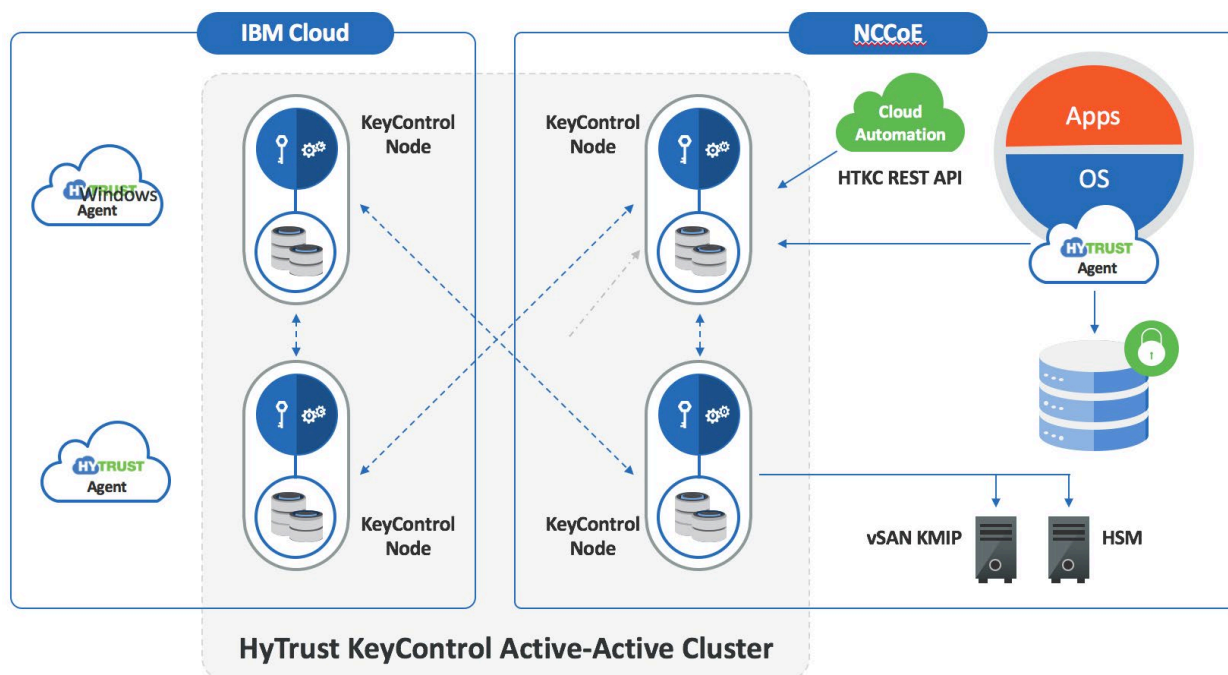 IBM Cloud
NCCoE
KeyControl
Node
KeyControl
Node
Cloud
Automation
HTKC REST API
Apps
OS
HYTRUST
Agent
HYTRUST
Windows
Agent
HYTRUST
Agent
KeyControl
Node
KeyControl
Node
vSAN KMIP
HSM
HyTrust KeyControl Active-Active Cluster